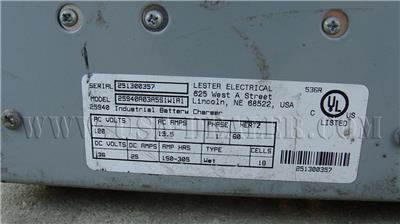 SERIAL 251300357
LESTER ELECTRICAL
625 West A Street
Lincoln, NE 68522, USA
536R
MODEL
25940
Industrial Battery Charger
C UL US
LISTED
AC VOLTS AC AMPS PHASE HERTZ
120 13.5 60
DC VOLTS DC AMPS AMP HRS TYPE CELLS
36 25 150-305 Wet 18
251300357